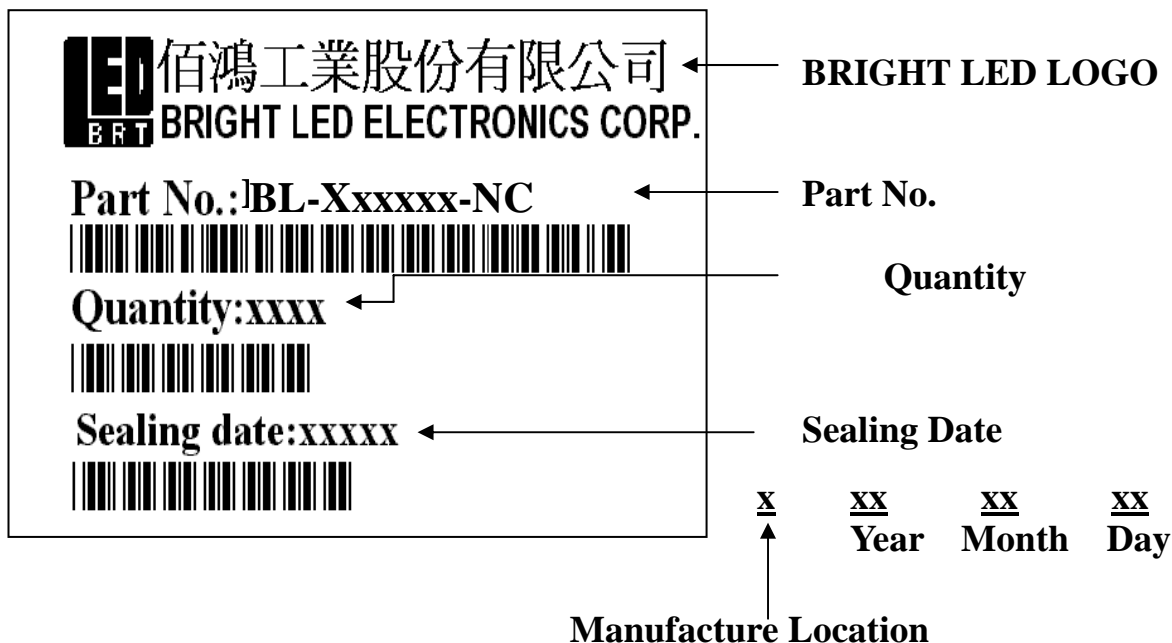 LED 佰鴻工業股份有限公司 BRIGHT LED LOGO
BRT BRIGHT LED ELECTRONICS CORP.
Part No.:BL-Xxxxxx-NC Part No.
Quantity
Quantity:xxxx
Sealing date:xxxxx Sealing Date
x xx xx xx
Year Month Day
Manufacture Location